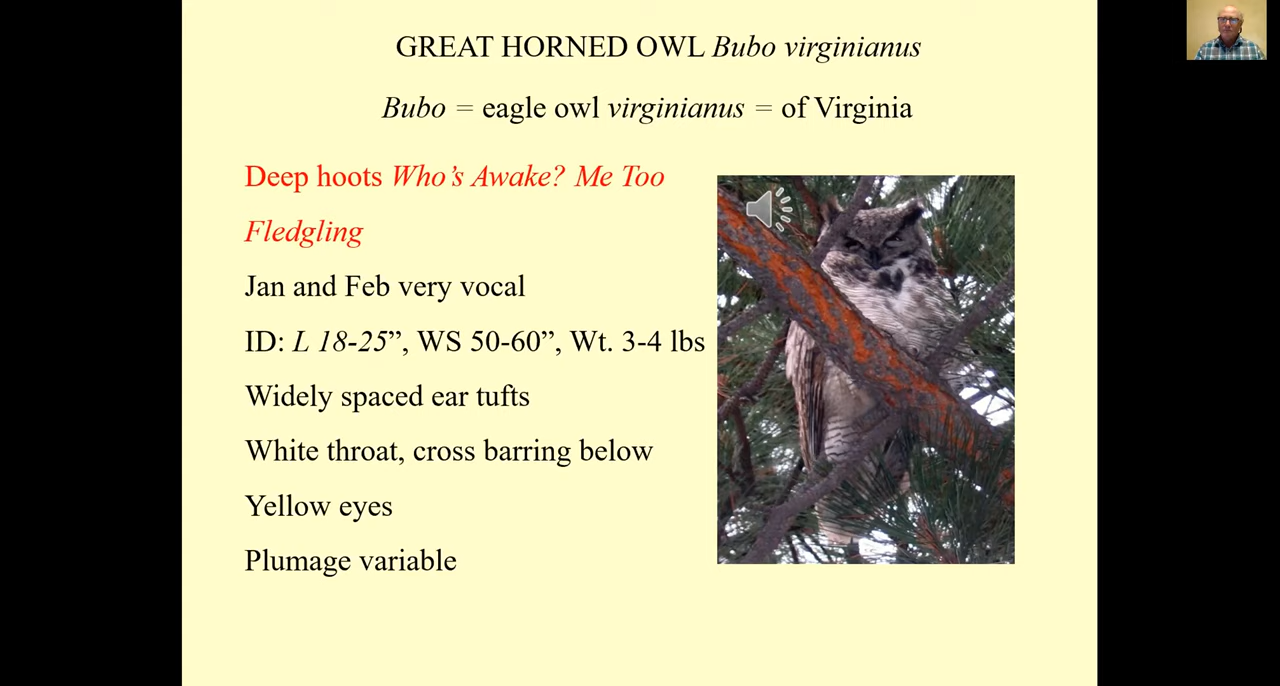 GREAT HORNED OWL Bubo virginianus
Bubo = eagle owl virginianus = of Virginia
Deep hoots Who’s Awake? Me Too
Fledgling
Jan and Feb very vocal
ID: L 18-25”, WS 50-60”, Wt. 3-4 lbs
Widely spaced ear tufts
White throat, cross barring below
Yellow eyes
Plumage variable